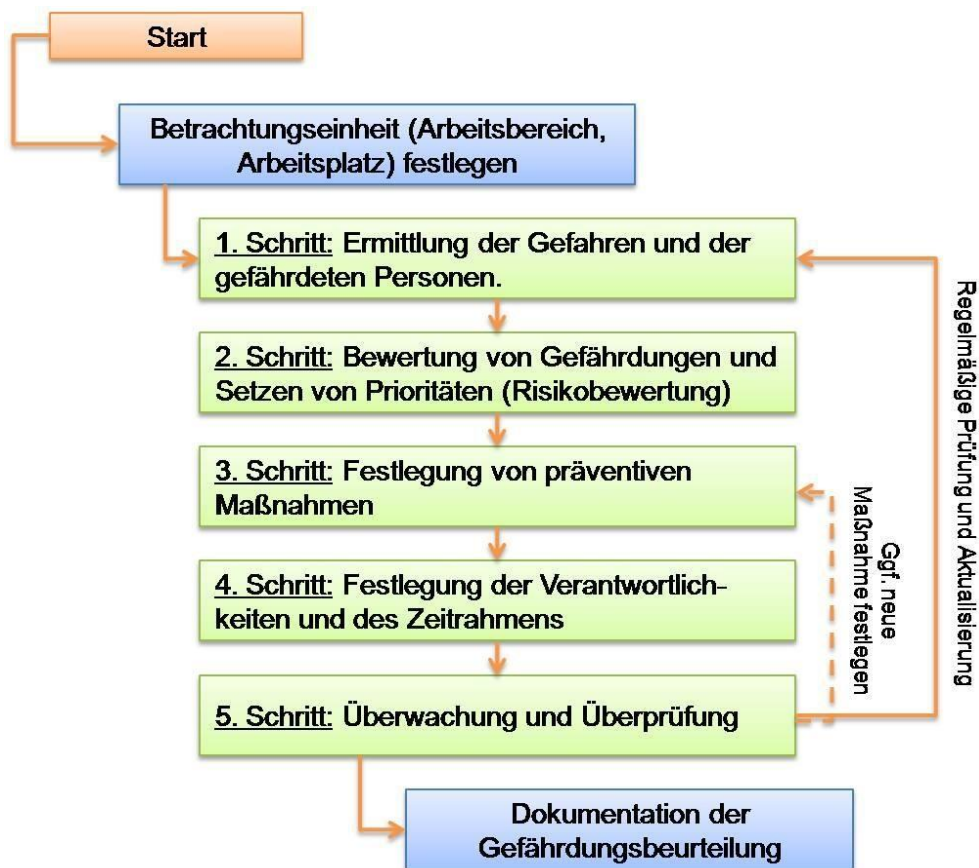 Start
Betrachtungseinheit (Arbeitsbereich,
Arbeitsplatz) festlegen
1. Schritt: Ermittlung der Gefahren und der
gefährdeten Personen.
2. Schritt: Bewertung von Gefährdungen und
Setzen von Prioritäten (Risikobewertung)
3. Schritt: Festlegung von präventiven
Maßnahmen
4. Schritt: Festlegung der Verantwortlich-
keiten und des Zeitrahmens
5. Schritt: Überwachung und Überprüfung
Ggf. neue
Maßnahme festlegen
Regelmäßige Prüfung und Aktualisierung
Dokumentation der
Gefährdungsbeurteilung